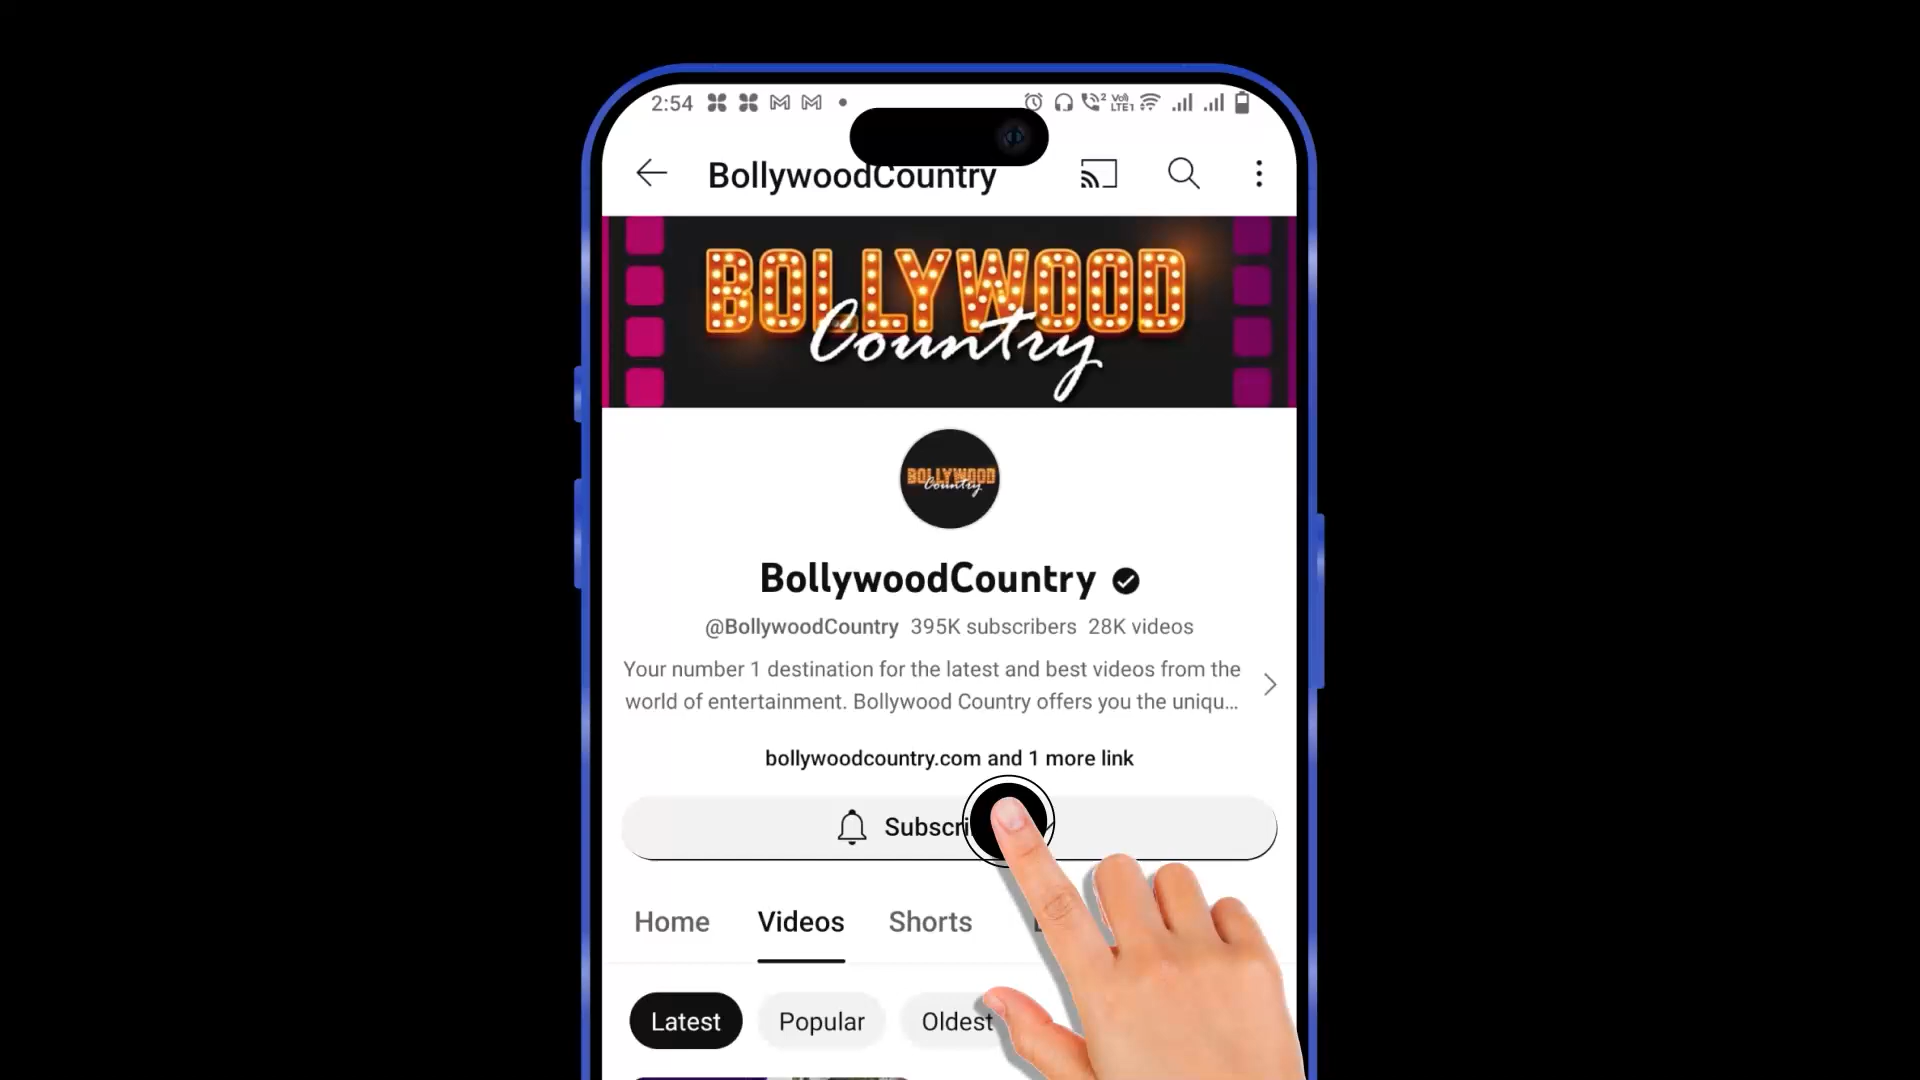 2:54
VoI) LTE1
BollywoodCountry
BOLLYWOOD
Country
BOLLYWOOD
Country
BollywoodCountry
@BollywoodCountry 395K subscribers 28K videos
Your number 1 destination for the latest and best videos from the
world of entertainment. Bollywood Country offers you the uniqu...
bollywoodcountry.com and 1 more link
Subscri
Home Videos Shorts
Latest Popular Oldest